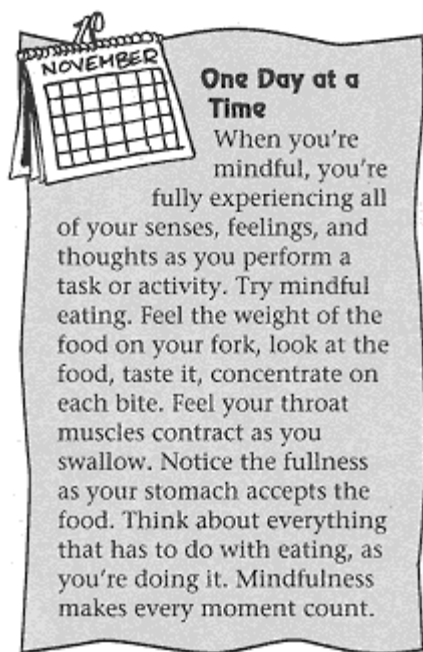 NOVEMBER
One Day at a
Time
When you're
mindful, you're
fully experiencing all
of your senses, feelings, and
thoughts as you perform a
task or activity. Try mindful
eating. Feel the weight of the
food on your fork, look at the
food, taste it, concentrate on
each bite. Feel your throat
muscles contract as you
swallow. Notice the fullness
as your stomach accepts the
food. Think about everything
that has to do with eating, as
you're doing it. Mindfulness
makes every moment count.